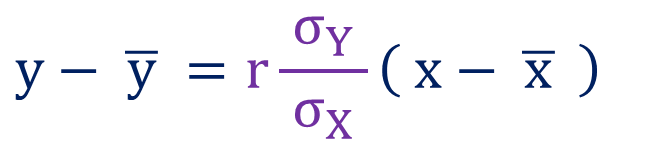 y − y̅ = r σY / σX ( x − x̅ )